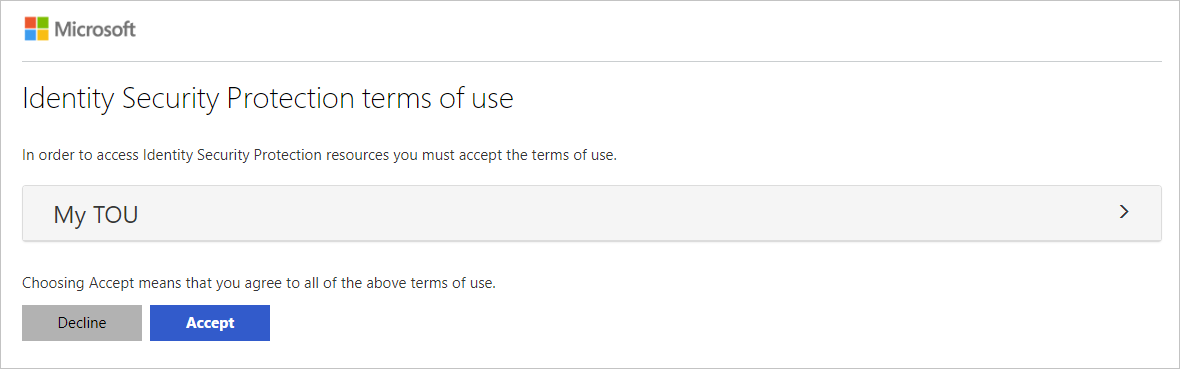 Microsoft
Identity Security Protection terms of use
In order to access Identity Security Protection resources you must accept the terms of use.
My TOU
Choosing Accept means that you agree to all of the above terms of use.
Decline
Accept